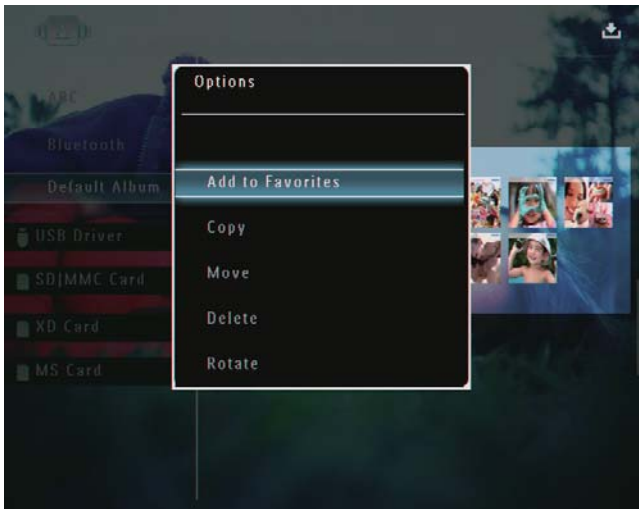 Options
Add to Favorites
Copy
Move
Delete
Rotate
ABC
Bluetooth
Default Album
USB Driver
SD|MMC Card
XD Card
MS Card